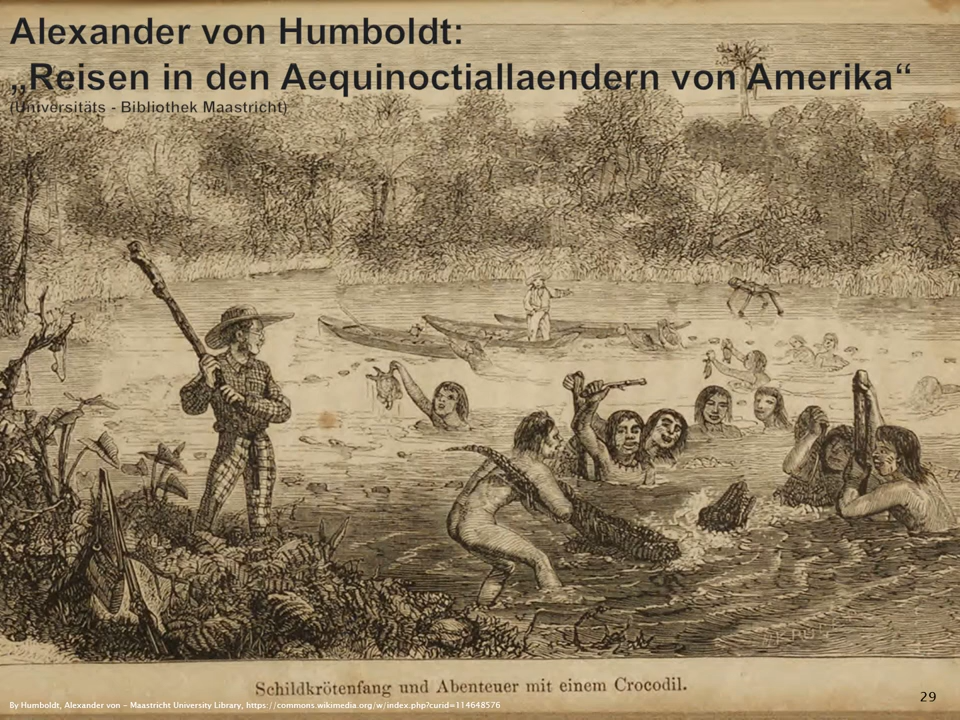 Alexander von Humboldt:
„Reisen in den Aequinoctiallaendern von Amerika“
(Universitäts - Bibliothek Maastricht)
Schildkrötenfang und Abenteuer mit einem Crocodil.
29
By Humboldt, Alexander von – Maastricht University Library, https://commons.wikimedia.org/w/index.php?curid=114648576